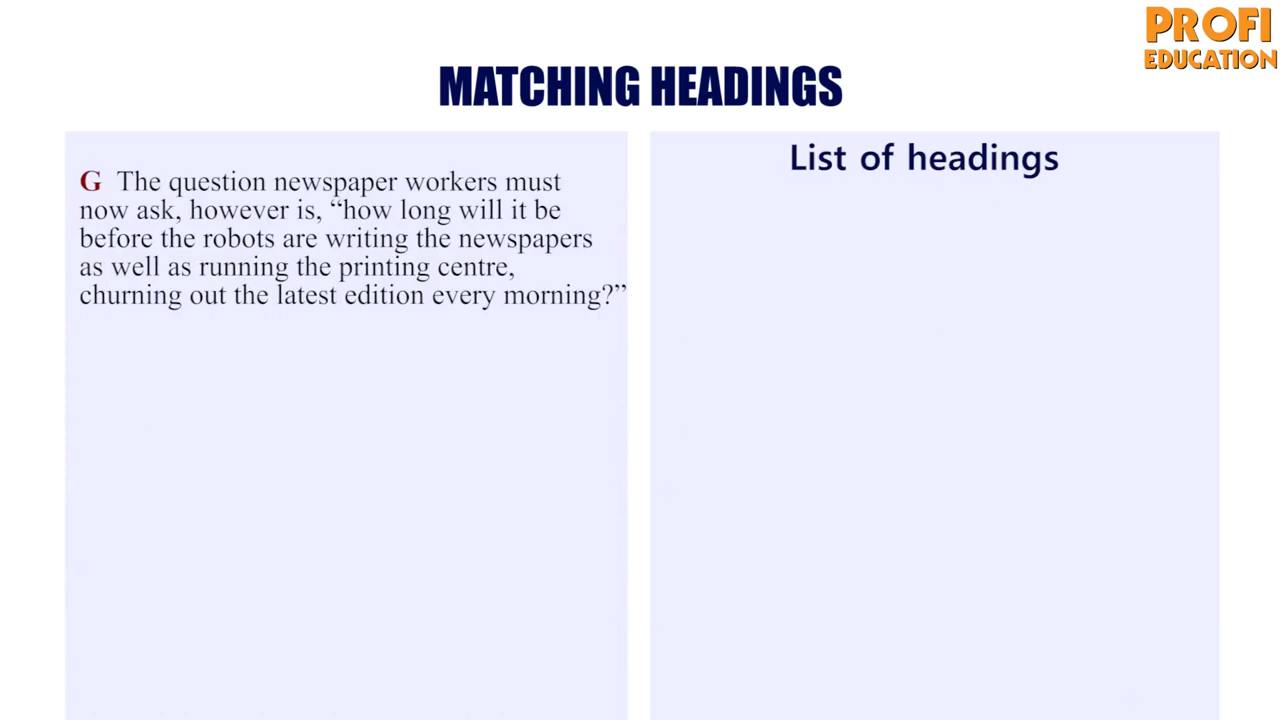 PROFI
EDUCATION
MATCHING HEADINGS
G The question newspaper workers must
now ask, however is, “how long will it be
before the robots are writing the newspapers
as well as running the printing centre,
churning out the latest edition every morning?”
List of headings